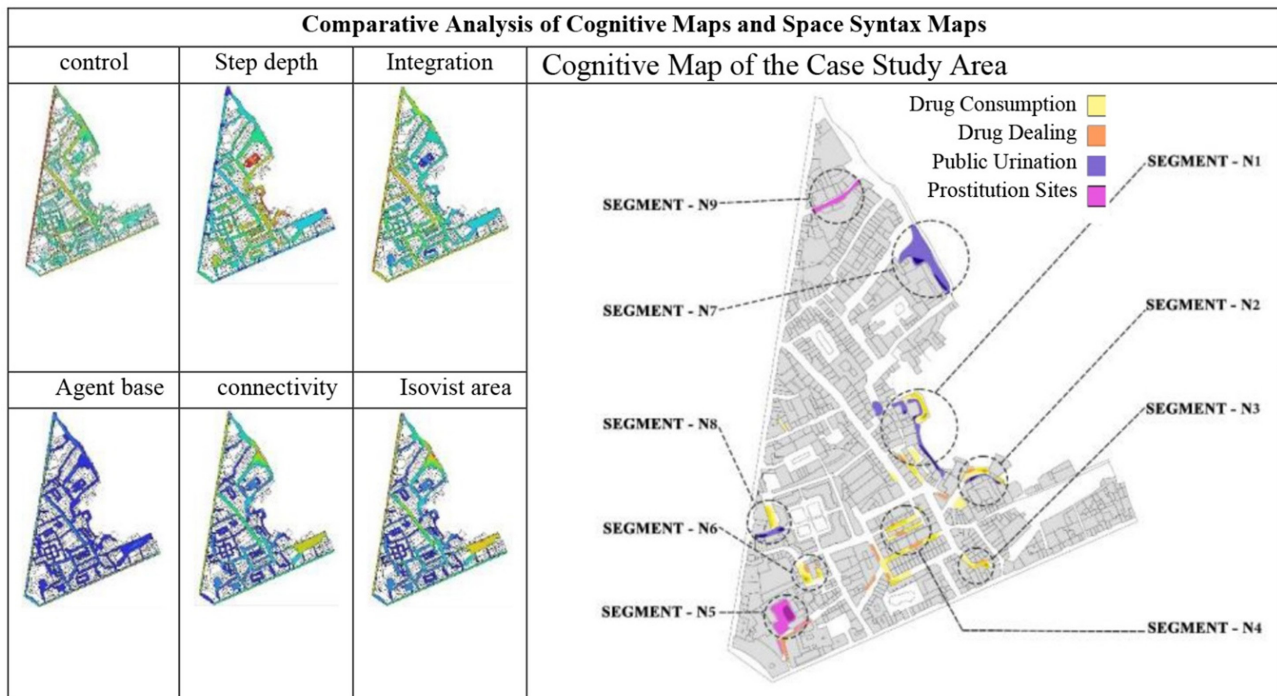 Comparative Analysis of Cognitive Maps and Space Syntax Maps
control
Step depth
Integration
Cognitive Map of the Case Study Area
Agent base
connectivity
Isovist area
Drug Consumption
Drug Dealing
Public Urination
Prostitution Sites
SEGMENT - N1
SEGMENT - N9
SEGMENT - N7
SEGMENT - N2
SEGMENT - N3
SEGMENT - N8
SEGMENT - N6
SEGMENT - N5
SEGMENT - N4